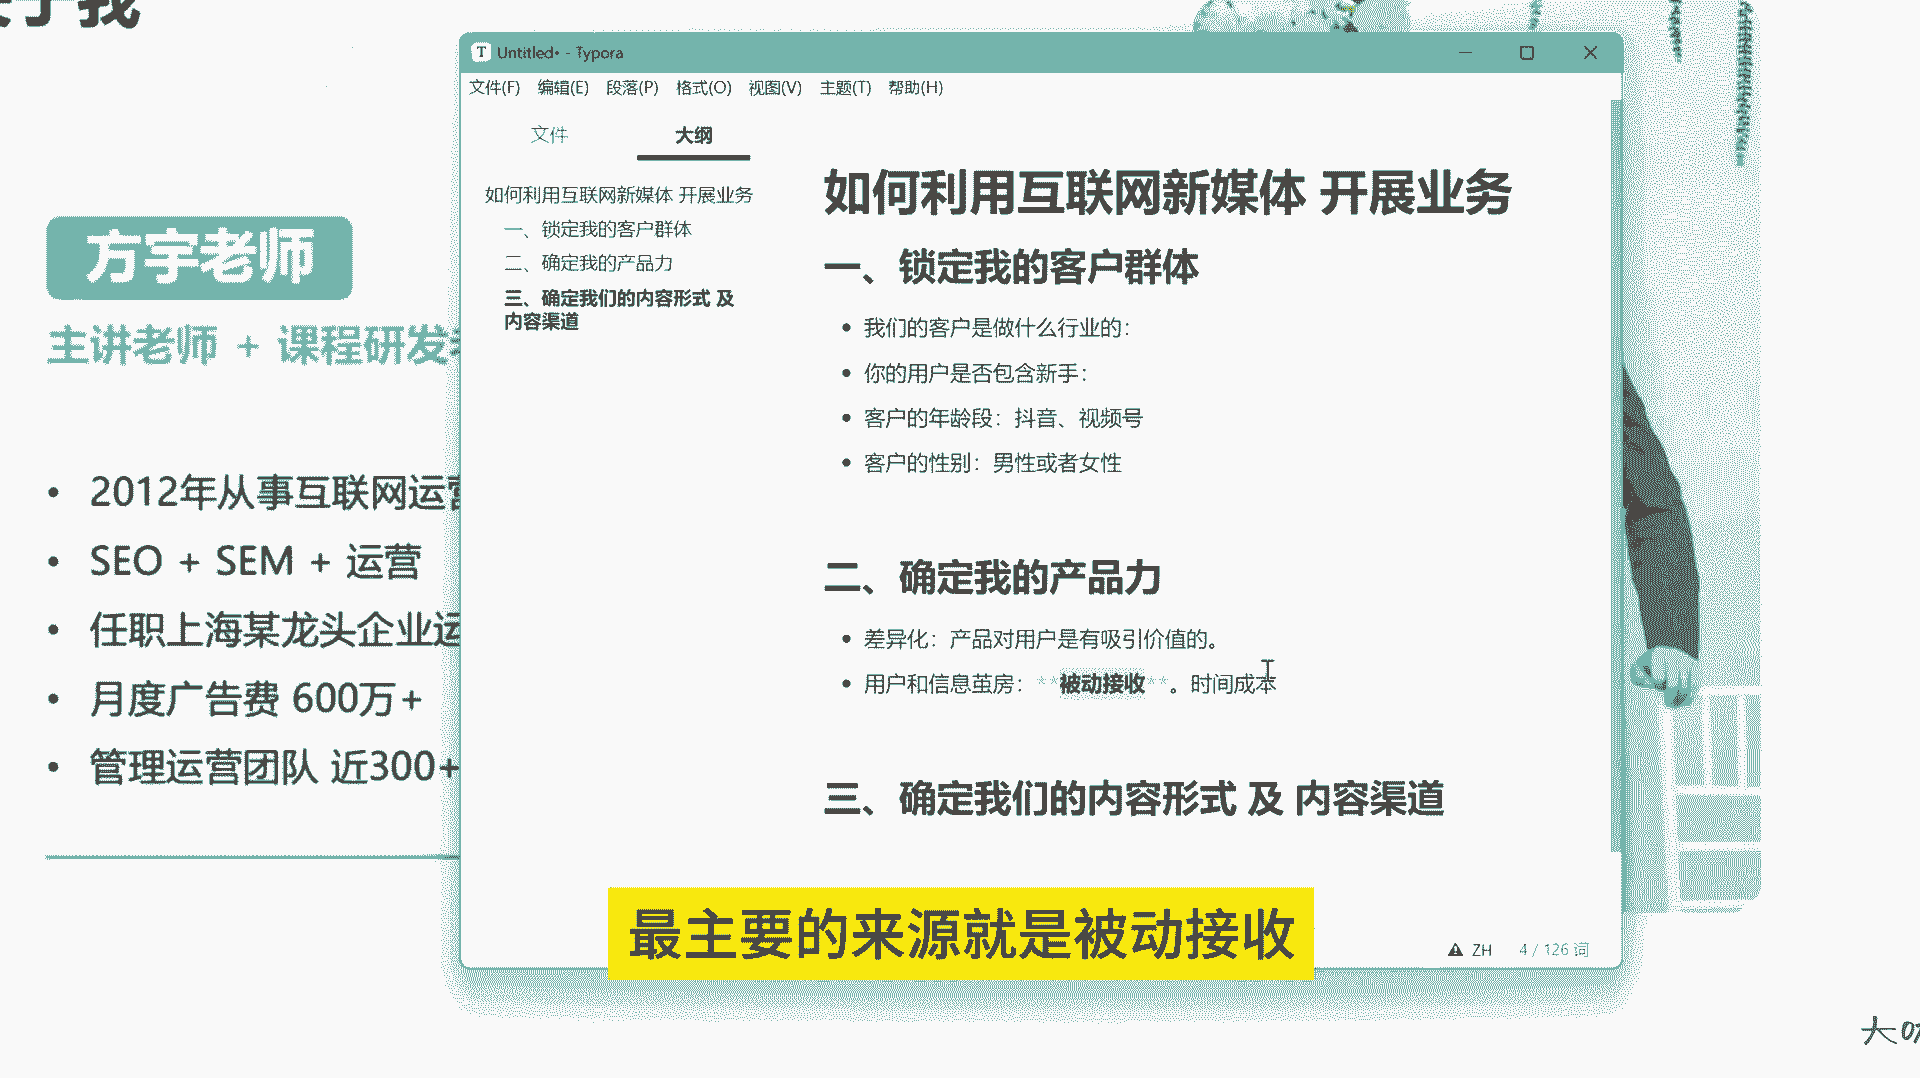 于我
方宇老师
主讲老师 + 课程研发
2012年从事互联网运营
SEO + SEM + 运营
任职上海某龙头企业运
月度广告费 600万+
管理运营团队 近300+
Untitled• - Typora
文件(F) 编辑(E) 段落(P) 格式(O) 视图(V) 主题(T) 帮助(H)
文件 大纲
如何利用互联网新媒体 开展业务
一、锁定我的客户群体
二、确定我的产品力
三、确定我们的内容形式 及
内容渠道
如何利用互联网新媒体 开展业务
一、锁定我的客户群体
我们的客户是做什么行业的：
你的用户是否包含新手：
客户的年龄段：抖音、视频号
客户的性别：男性或者女性
二、确定我的产品力
差异化：产品对用户是有吸引价值的。
用户和信息茧房：**被动接收**。时间成本
三、确定我们的内容形式 及 内容渠道
ZH 4 / 126 词
最主要的来源就是被动接收
大